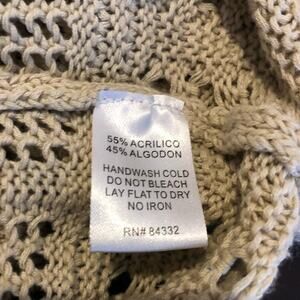 55% ACRILICO
45% ALGODON
HANDWASH COLD
DO NOT BLEACH
LAY FLAT TO DRY
NO IRON
RN# 84332